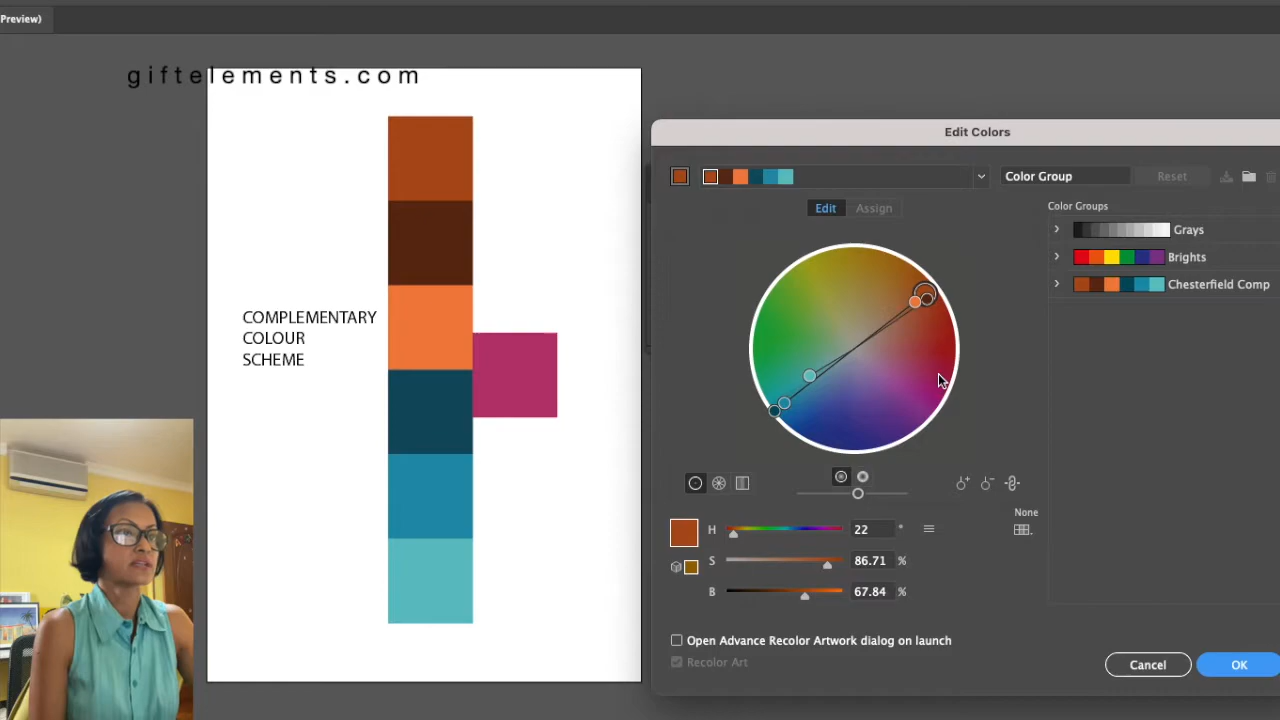 Preview)
giftelements.com
Edit Colors
Color Group
Reset
Edit
Assign
Color Groups
Grays
Brights
Chesterfield Comp
COMPLEMENTARY
COLOUR
SCHEME
None
H 22 °
S 86.71 %
B 67.84 %
Open Advance Recolor Artwork dialog on launch
Recolor Art
Cancel
OK